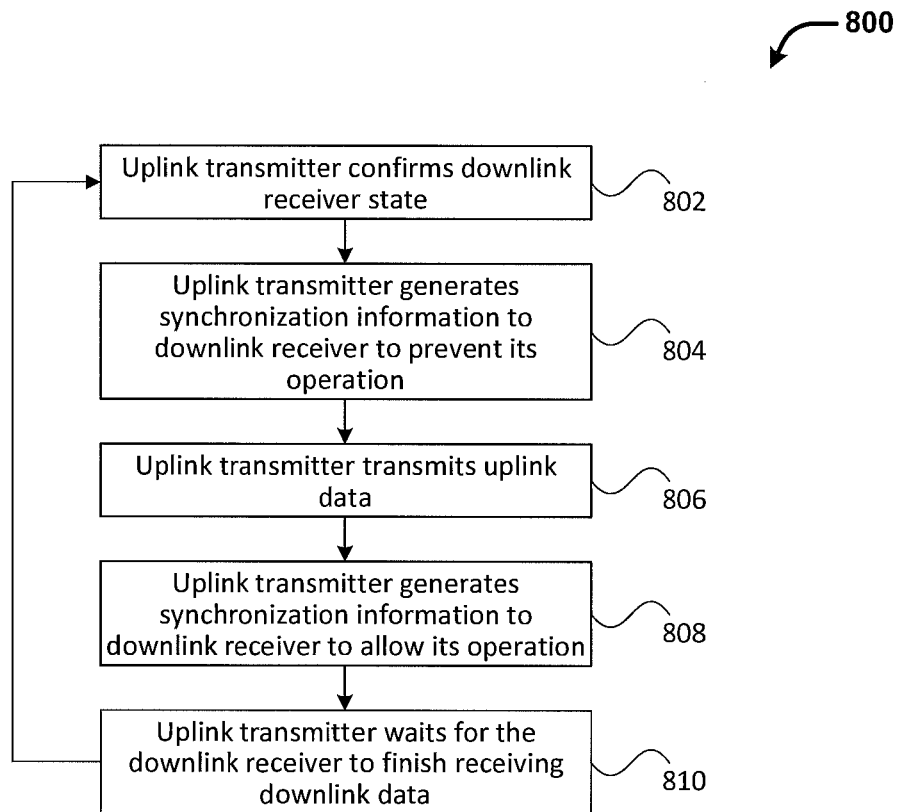 800
Uplink transmitter confirms downlink
receiver state
802
Uplink transmitter generates
synchronization information to
downlink receiver to prevent its
operation
804
Uplink transmitter transmits uplink
data
806
Uplink transmitter generates
synchronization information to
downlink receiver to allow its operation
808
Uplink transmitter waits for the
downlink receiver to finish receiving
downlink data
810